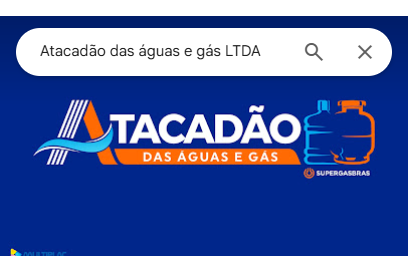 Atacadão das águas e gás LTDA
ATACADÃO
DAS ÁGUAS E GÁS
SUPERGASBRAS